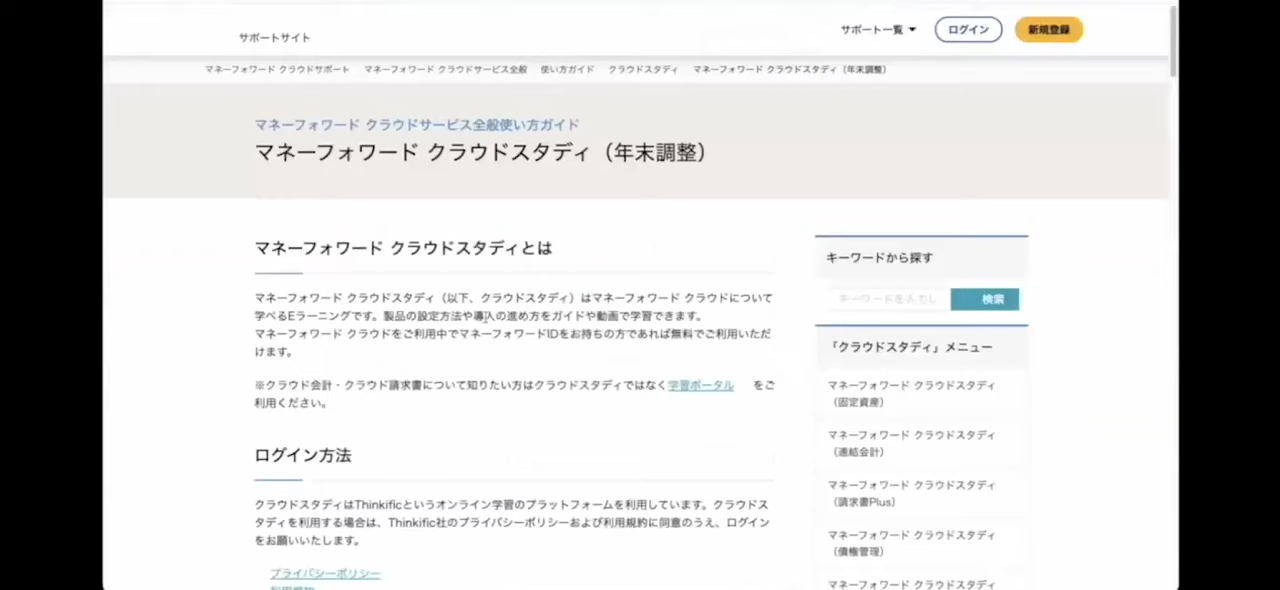 サポートサイト
サポート一覧
ログイン
新規登録
マネーフォワード クラウドサポート
マネーフォワード クラウドサービス全般
使い方ガイド
クラウドスタディ
マネーフォワード クラウドスタディ（年末調整）
マネーフォワード クラウドサービス全般使い方ガイド
マネーフォワード クラウドスタディ（年末調整）
マネーフォワード クラウドスタディとは
マネーフォワード クラウドスタディ（以下、クラウドスタディ）はマネーフォワード クラウドについて
学べるEラーニングです。製品の設定方法や導入の進め方をガイドや動画で学習できます。
マネーフォワード クラウドをご利用中でマネーフォワードIDをお持ちの方であれば無料でご利用いただ
けます。
※クラウド会計・クラウド請求書について知りたい方はクラウドスタディではなく学習ポータル をご
利用ください。
ログイン方法
クラウドスタディはThinkificというオンライン学習のプラットフォームを利用しています。クラウドス
タディを利用する場合は、Thinkific社のプライバシーポリシーおよび利用規約に同意のうえ、ログイン
をお願いいたします。
プライバシーポリシー
キーワードから探す
キーワードを入力し
検索
「クラウドスタディ」メニュー
マネーフォワード クラウドスタディ
（固定資産）
マネーフォワード クラウドスタディ
（連結会計）
マネーフォワード クラウドスタディ
（請求書Plus）
マネーフォワード クラウドスタディ
（債権管理）
マネーフォワード クラウドスタディ